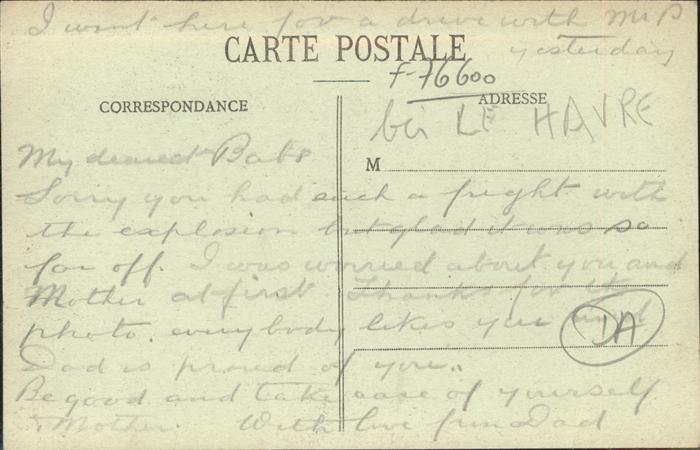 I went here for a drive with Mr P
yesterday
CARTE POSTALE
F-76600
CORRESPONDANCE
ADRESSE
bei LE HAVRE
M
My dearest Babs
Sorry you had such a fright with
the explosion but glad it was so
far off. I was worried about you and
Mother at first. Thanks for the
photo. everybody likes you and
Dad is proud of you..
Be good and take care of yourself
& Mother. With love from Dad
DA